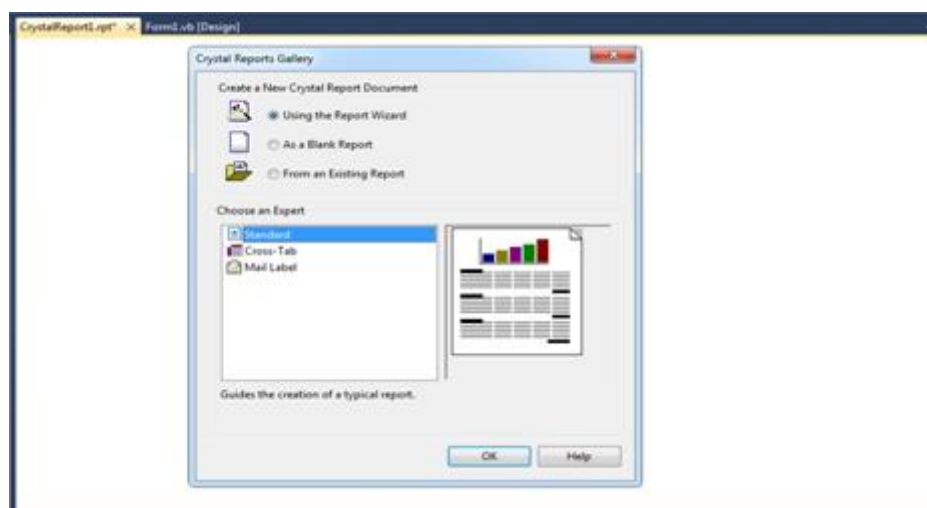 CrystalReport1.rpt* × Form1.vb [Design]
Crystal Reports Gallery
Create a New Crystal Report Document
Using the Report Wizard
As a Blank Report
From an Existing Report
Choose an Expert
Standard
Cross-Tab
Mail Label
Guides the creation of a typical report.
OK Help